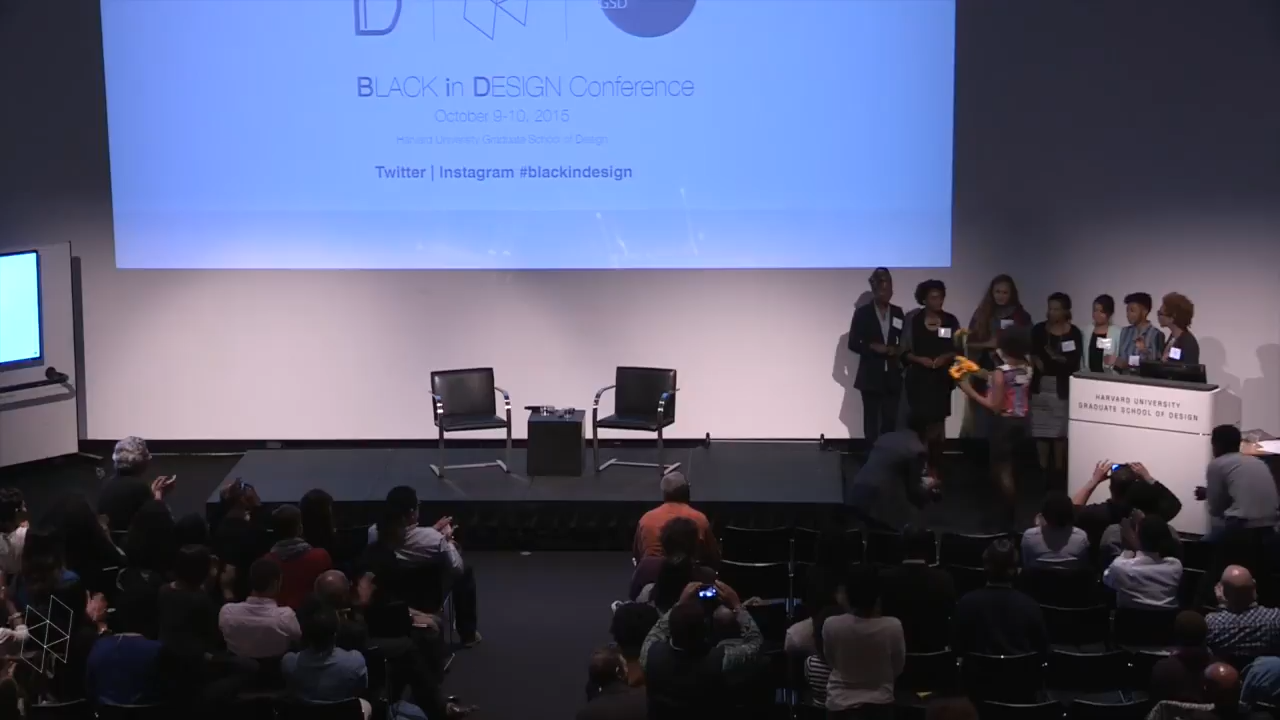 GSD
BLACK in DESIGN Conference
October 9-10, 2015
Harvard University Graduate School of Design
Twitter | Instagram #blackindesign
HARVARD UNIVERSITY
GRADUATE SCHOOL OF DESIGN